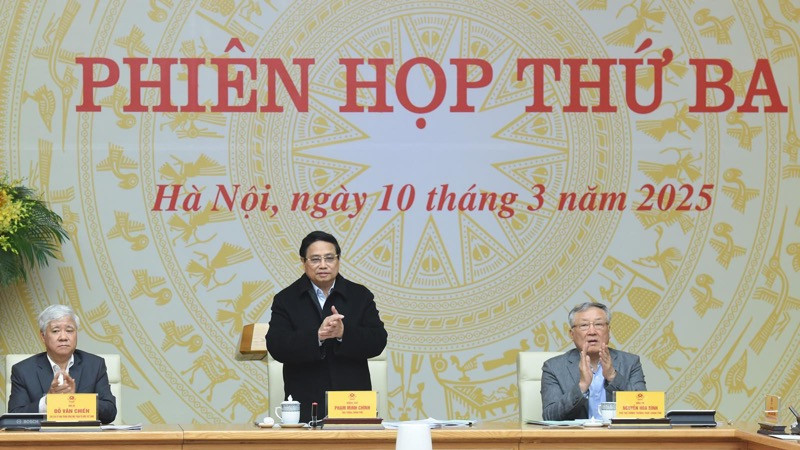 PHIÊN HỌP THỨ BA
Hà Nội, ngày 10 tháng 3 năm 2025
ĐỖ VĂN CHIẾN
PHẠM MINH CHÍNH
NGUYỄN HÒA BÌNH